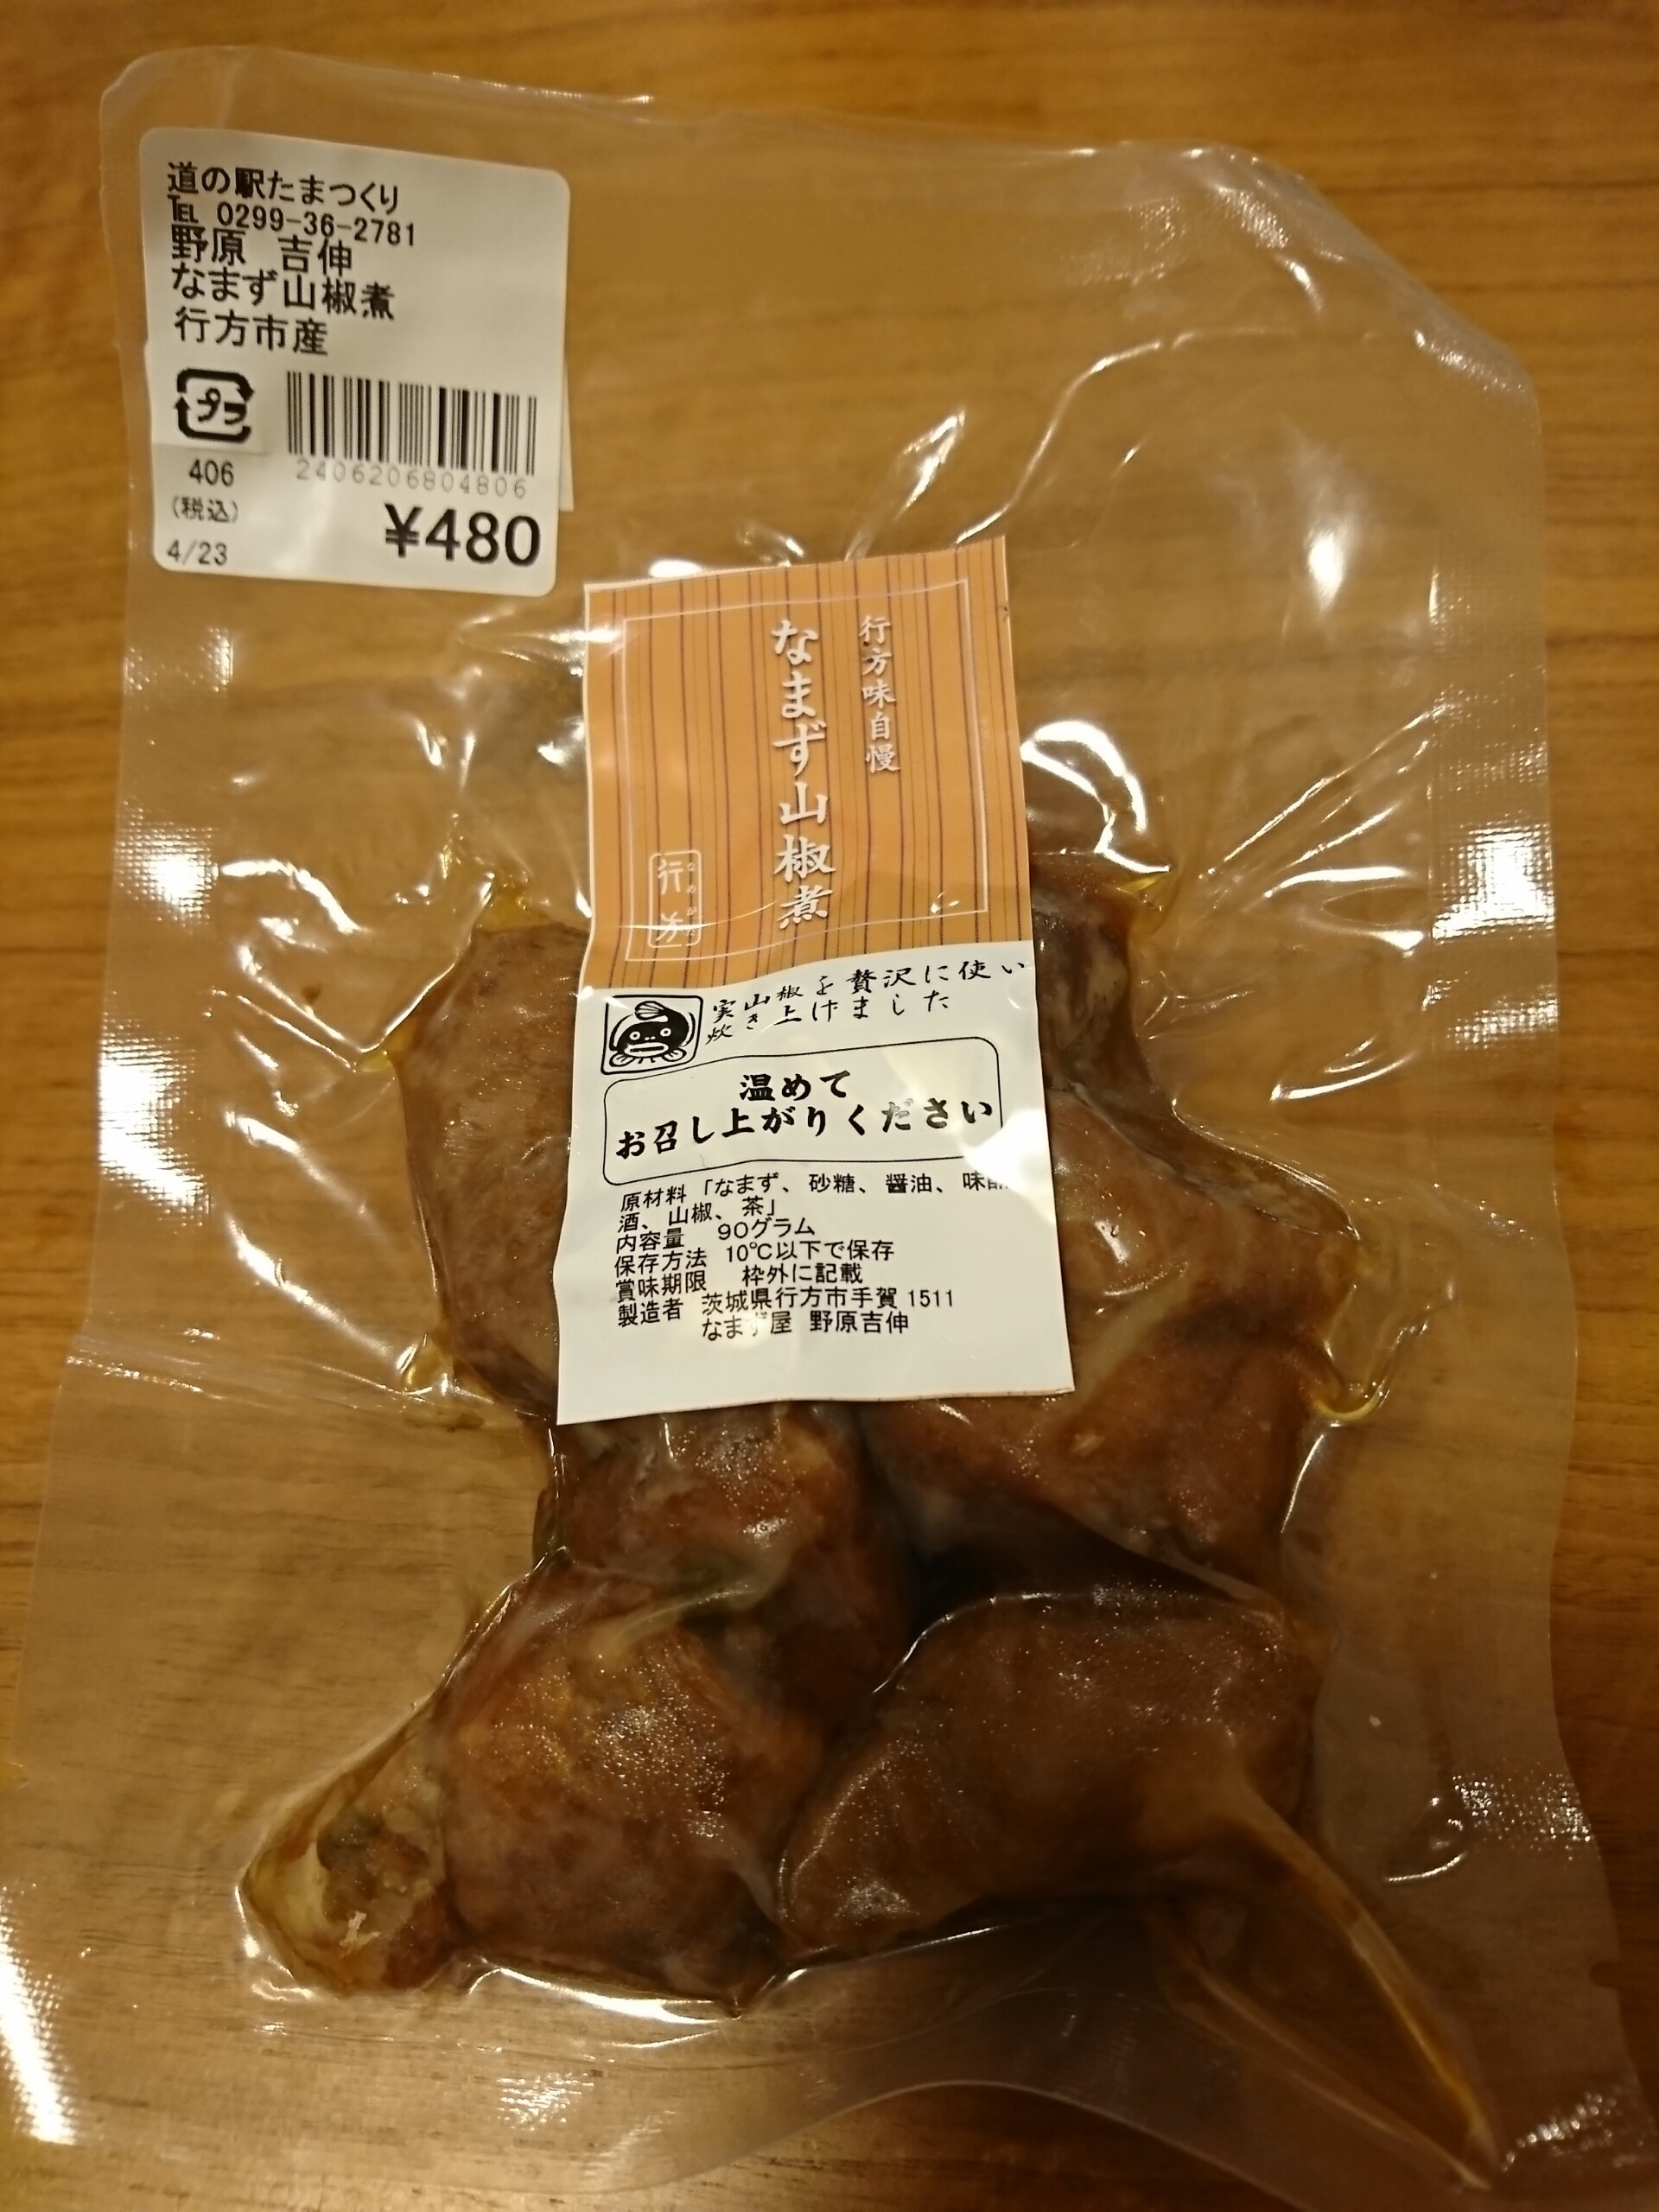 道の駅たまつくり
TEL 0299-36-2781
野原 吉伸
なまず山椒煮
行方市産
プラ
2406206804806
406
(税込)
¥480
4/23
行方味自慢
なまず山椒煮
行方
なめがた
実山椒を贅沢に使い
炊き上げました
温めて
お召し上がりください
原材料 「なまず、砂糖、醤油、味
酒、山椒、茶」
内容量 90グラム
保存方法 10℃以下で保存
賞味期限 枠外に記載
製造者 茨城県行方市手賀 1511
なまず屋 野原吉伸